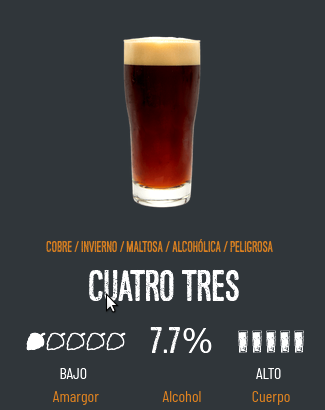 COBRE / INVIERNO / MALTOSA / ALCOHÓLICA / PELIGROSA
CUATRO TRES
7.7%
BAJO
ALTO
Amargor
Alcohol
Cuerpo